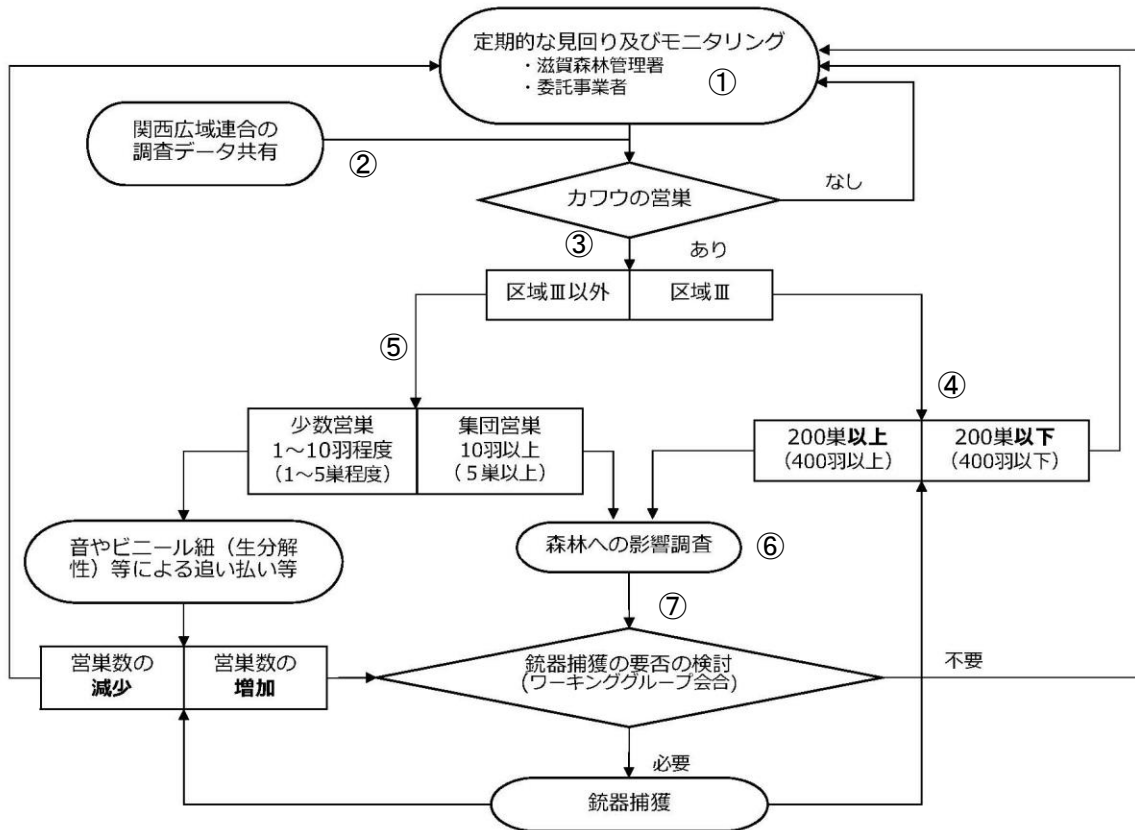 定期的な見回り及びモニタリング
・滋賀森林管理署
・委託事業者
①
関西広域連合の
調査データ共有
②
カワウの営巣
なし
③
あり
区域Ⅲ以外
区域Ⅲ
⑤
④
少数営巣
1～10羽程度
（1～5巣程度）
集団営巣
10羽以上
（５巣以上）
200巣以上
（400羽以上）
200巣以下
（400羽以下）
音やビニール紐（生分解
性）等による追い払い等
森林への影響調査
⑥
⑦
営巣数の
減少
営巣数の
増加
銃器捕獲の要否の検討
(ワーキンググループ会合)
不要
必要
銃器捕獲